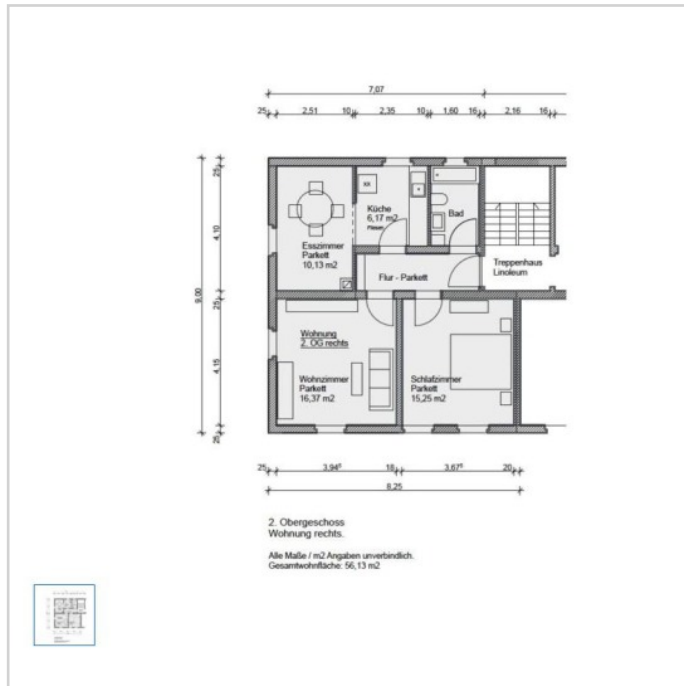 7,07
25 2,51 10 2,35 10 1,60 16 2,16 16
25
4,10
25
4,15
25
9,00
Küche
6,17 m2
Fliesen
Bad
Esszimmer
Parkett
10,13 m2
Flur - Parkett
Treppenhaus
Linoleum
Wohnung
2. OG rechts
Wohnzimmer
Parkett
16,37 m2
Schlafzimmer
Parkett
15,25 m2
25 3,94⁵ 18 3,67⁵ 20
8,25
2. Obergeschoss
Wohnung rechts.
Alle Maße / m2 Angaben unverbindlich.
Gesamtwohnfläche: 56,13 m2